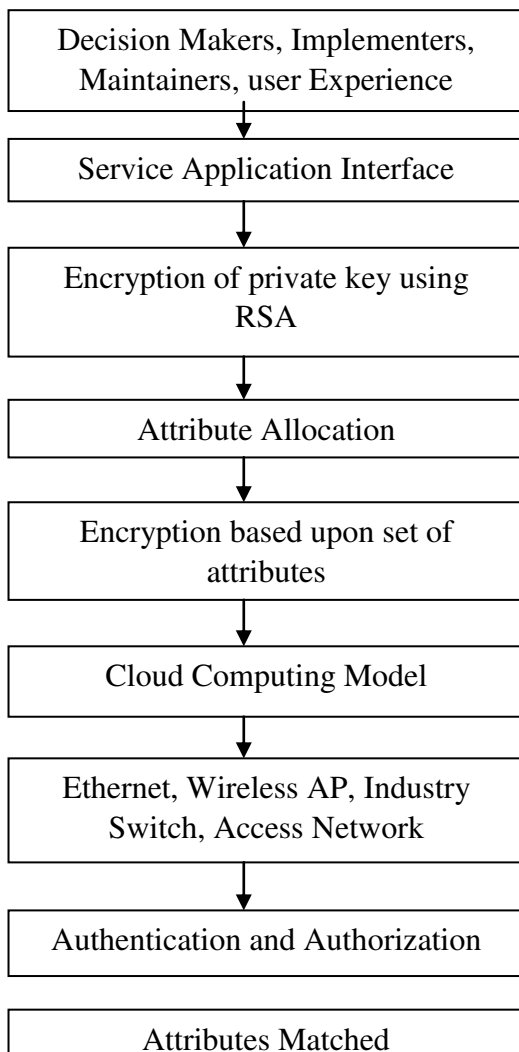 Decision Makers, Implementers,
Maintainers, user Experience
Service Application Interface
Encryption of private key using
RSA
Attribute Allocation
Encryption based upon set of
attributes
Cloud Computing Model
Ethernet, Wireless AP, Industry
Switch, Access Network
Authentication and Authorization
Attributes Matched